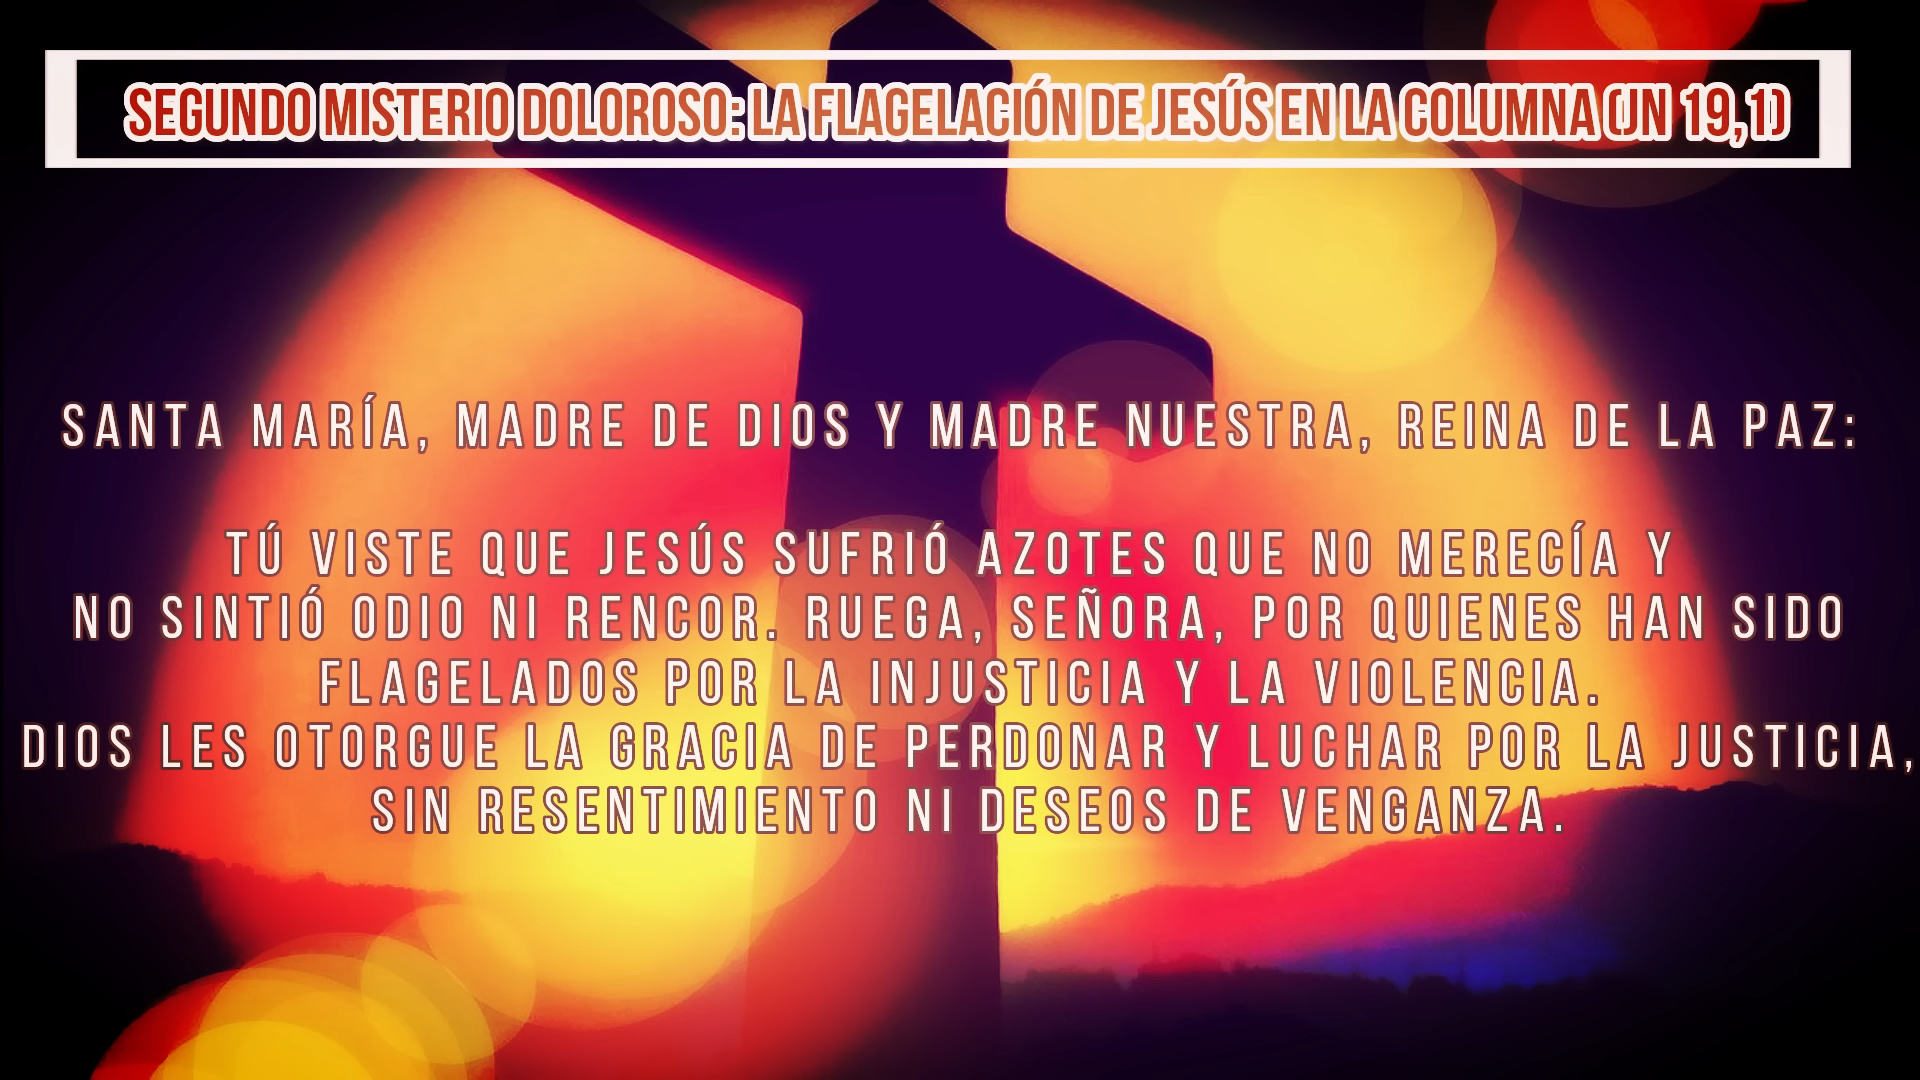 SEGUNDO MISTERIO DOLOROSO: LA FLAGELACIÓN DE JESÚS EN LA COLUMNA (JN 19,1)
SANTA MARÍA, MADRE DE DIOS Y MADRE NUESTRA, REINA DE LA PAZ:
TÚ VISTE QUE JESÚS SUFRIÓ AZOTES QUE NO MERECÍA Y
NO SINTIÓ ODIO NI RENCOR. RUEGA, SEÑORA, POR QUIENES HAN SIDO
FLAGELADOS POR LA INJUSTICIA Y LA VIOLENCIA.
DIOS LES OTORGUE LA GRACIA DE PERDONAR Y LUCHAR POR LA JUSTICIA,
SIN RESENTIMIENTO NI DESEOS DE VENGANZA.